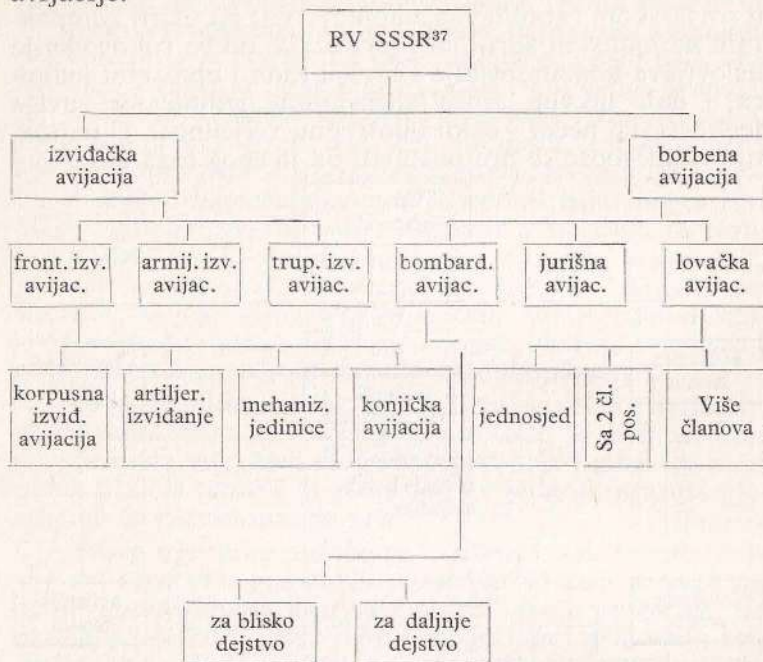 avijacije.
RV SSSR³⁷
izviđačka
avijacija
borbena
avijacija
front. izv.
avijac.
armij. izv.
avijac.
trup. izv.
avijac.
bombard.
avijac.
jurišna
avijac.
lovačka
avijac.
korpusna
izviđ.
avijacija
artiljer.
izviđanje
mehaniz.
jedinice
konjička
avijacija
jednosjed
Sa 2 čl.
pos.
Više
članova
za blisko
dejstvo
za daljnje
dejstvo